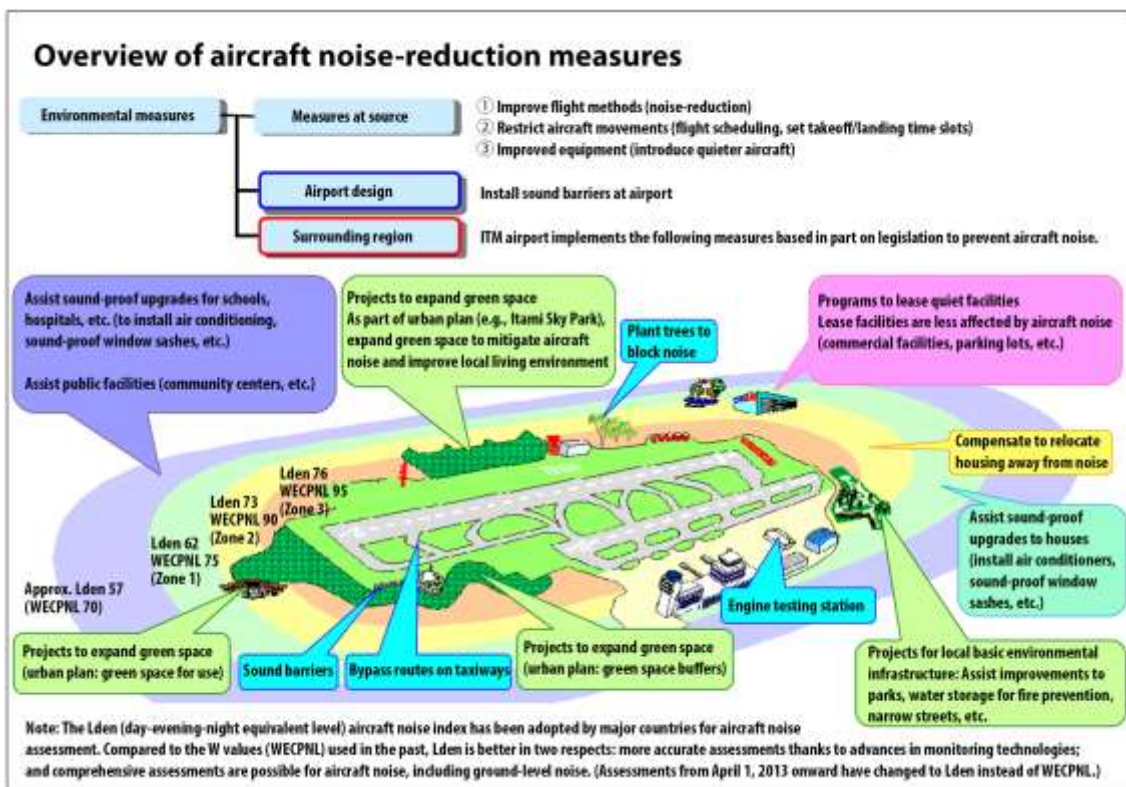 Overview of aircraft noise-reduction measures
Environmental measures
Measures at source
① Improve flight methods (noise-reduction)
② Restrict aircraft movements (flight scheduling, set takeoff/landing time slots)
③ Improved equipment (introduce quieter aircraft)
Airport design
Install sound barriers at airport
Surrounding region
ITM airport implements the following measures based in part on legislation to prevent aircraft noise.
Assist sound-proof upgrades for schools,
hospitals, etc. (to install air conditioning,
sound-proof window sashes, etc.)
Assist public facilities (community centers, etc.)
Projects to expand green space
As part of urban plan (e.g., Itami Sky Park),
expand green space to mitigate aircraft
noise and improve local living environment
Plant trees to
block noise
Programs to lease quiet facilities
Lease facilities are less affected by aircraft noise
(commercial facilities, parking lots, etc.)
Compensate to relocate
housing away from noise
Lden 76
WECPNL 95
(Zone 3)
Lden 73
WECPNL 90
(Zone 2)
Lden 62
WECPNL 75
(Zone 1)
Approx. Lden 57
(WECPNL 70)
Assist sound-proof
upgrades to houses
(install air conditioners,
sound-proof window
sashes, etc.)
Engine testing station
Projects to expand green space
(urban plan: green space for use)
Sound barriers
Bypass routes on taxiways
Projects to expand green space
(urban plan: green space buffers)
Projects for local basic environmental
infrastructure: Assist improvements to
parks, water storage for fire prevention,
narrow streets, etc.
Note: The Lden (day-evening-night equivalent level) aircraft noise index has been adopted by major countries for aircraft noise
assessment. Compared to the W values (WECPNL) used in the past, Lden is better in two respects: more accurate assessments thanks to advances in monitoring technologies;
and comprehensive assessments are possible for aircraft noise, including ground-level noise. (Assessments from April 1, 2013 onward have changed to Lden instead of WECPNL.)